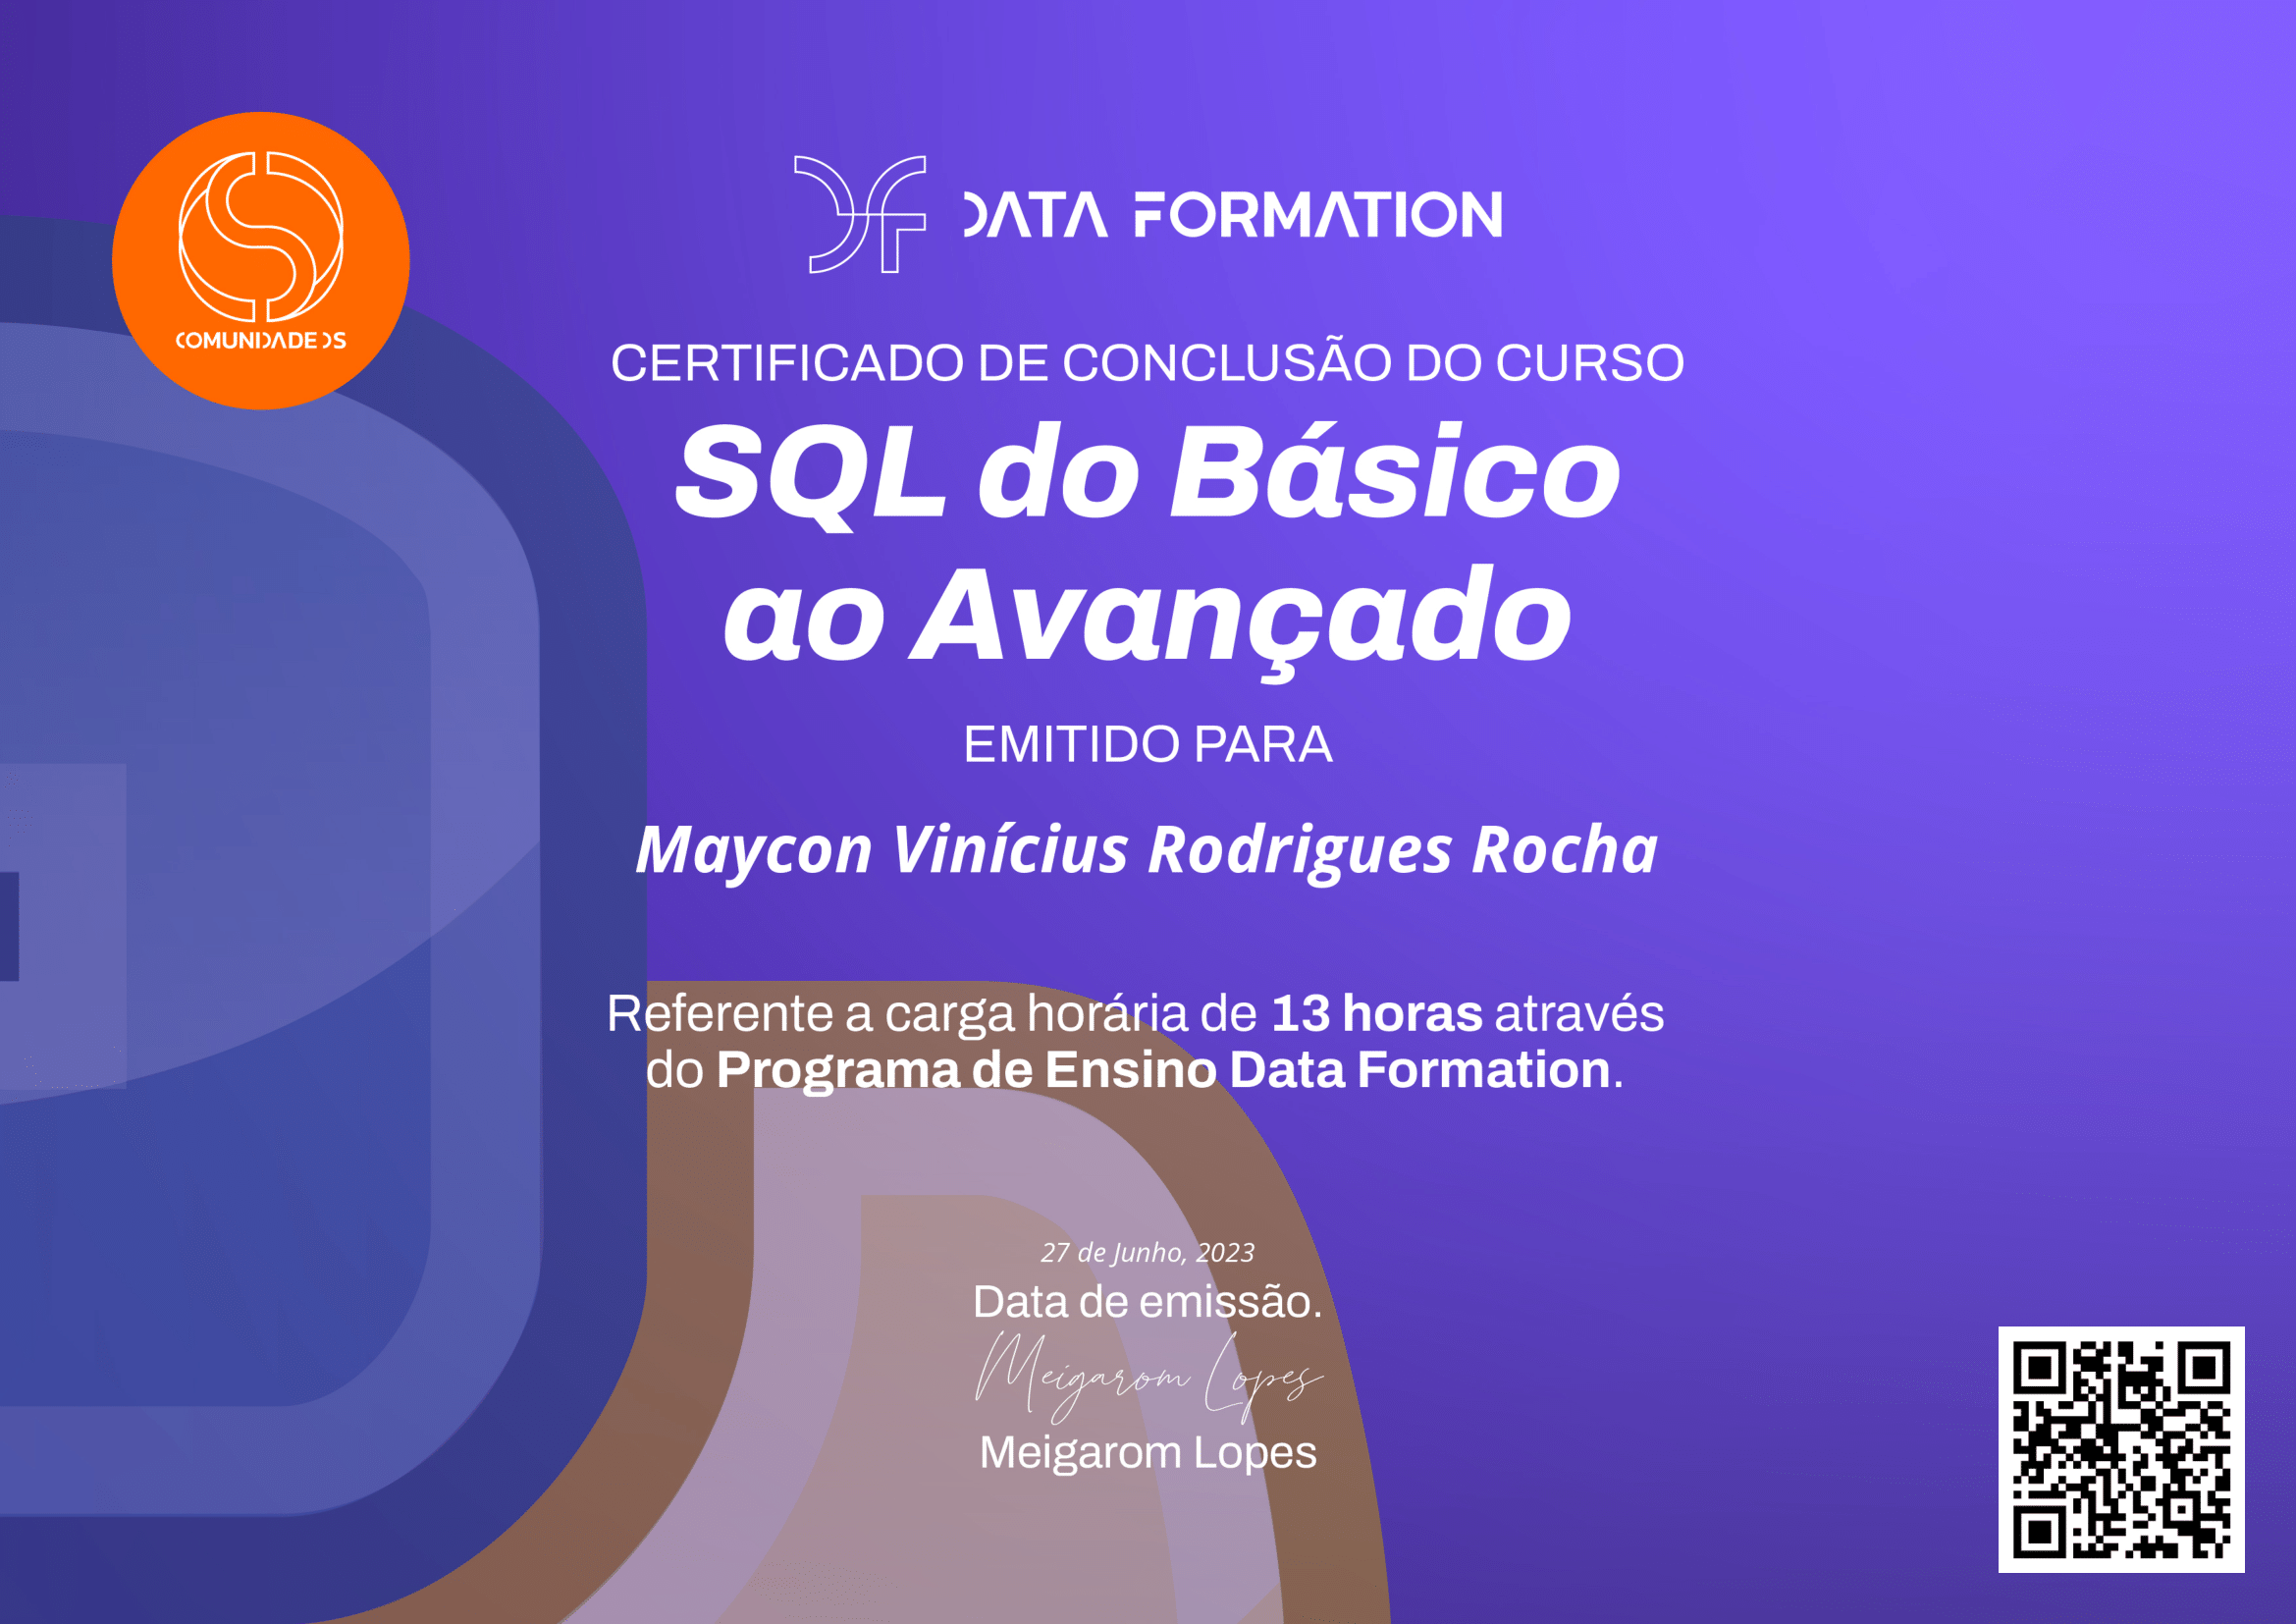 COMUNIDADE DS
DATA FORMATION
CERTIFICADO DE CONCLUSÃO DO CURSO
SQL do Básico
ao Avançado
EMITIDO PARA
Maycon Vinícius Rodrigues Rocha
Referente a carga horária de 13 horas através
do Programa de Ensino Data Formation.
27 de Junho, 2023
Data de emissão.
Meigarom Lopes
Meigarom Lopes